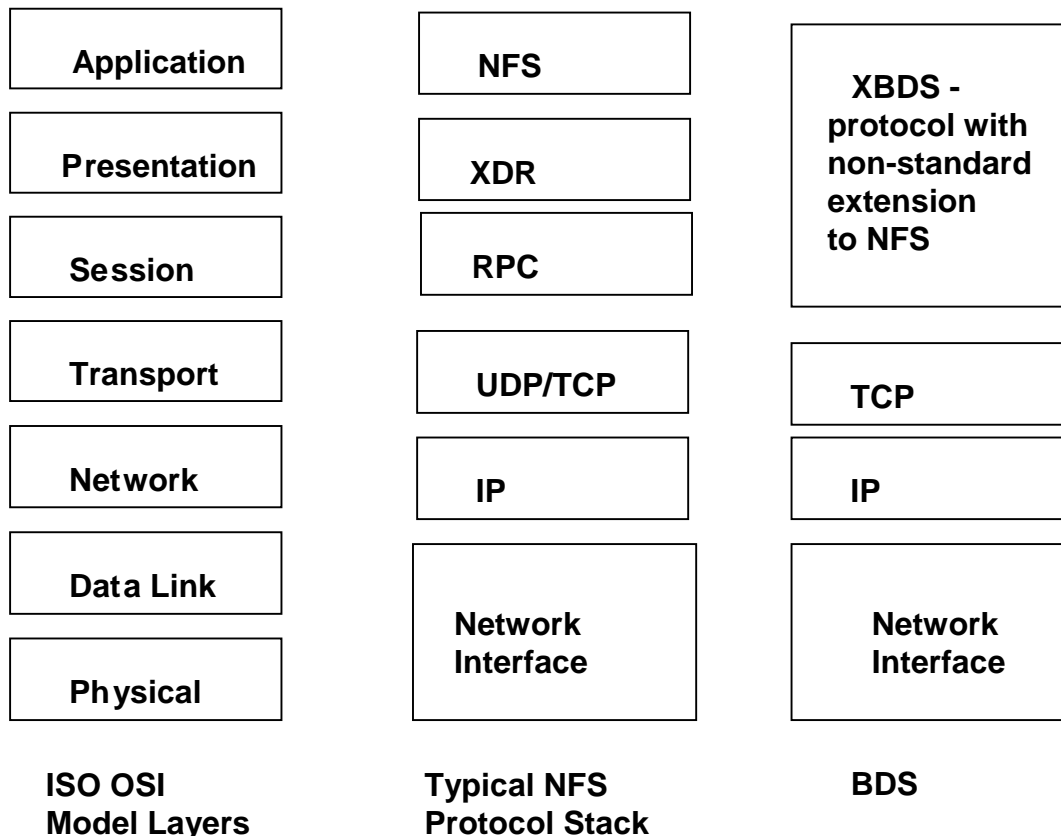 Application
Presentation
Session
Transport
Network
Data Link
Physical
ISO OSI
Model Layers
NFS
XDR
RPC
UDP/TCP
IP
Network
Interface
Typical NFS
Protocol Stack
XBDS -
protocol with
non-standard
extension
to NFS
TCP
IP
Network
Interface
BDS